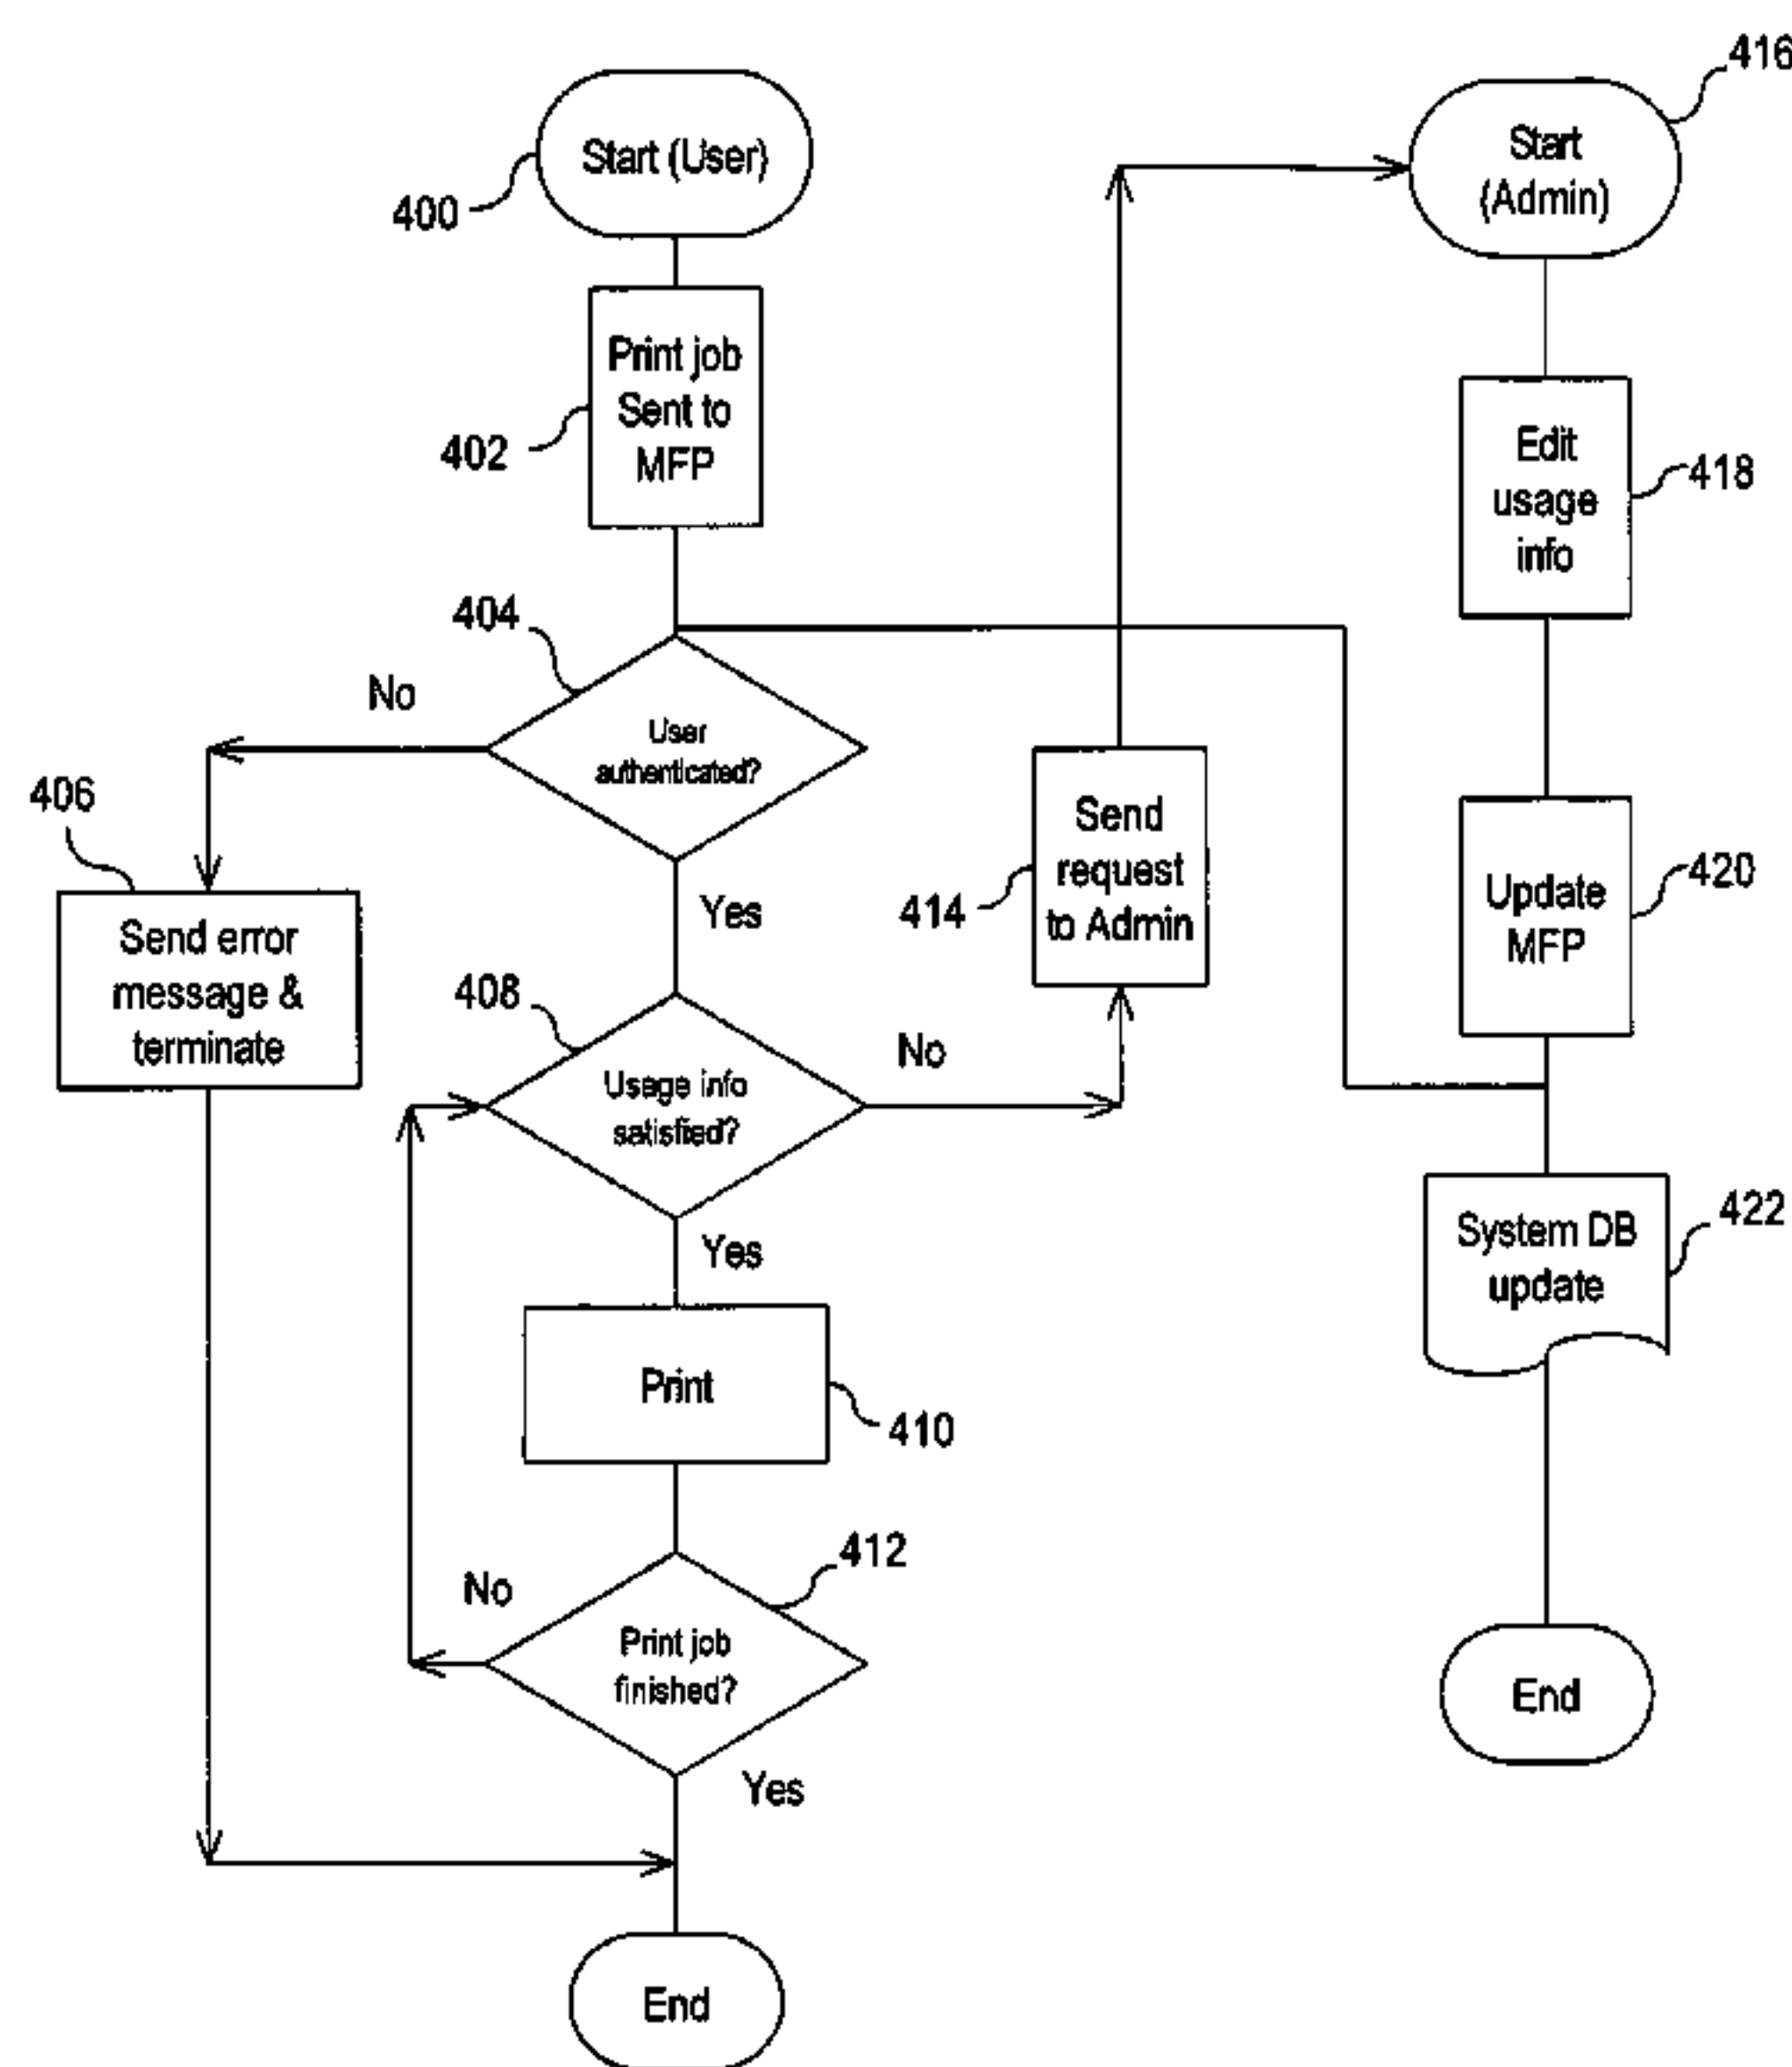 Start (User)
400
Print job
Sent to
MFP
402
404
No
User
authenticated?
406
Send error
message &
terminate
Yes
408
Usage info
satisfied?
No
414
Send
request
to Admin
Yes
Print
410
412
No
Print job
finished?
Yes
End
416
Start
(Admin)
Edit
usage
info
418
Update
MFP
420
System DB
update
422
End